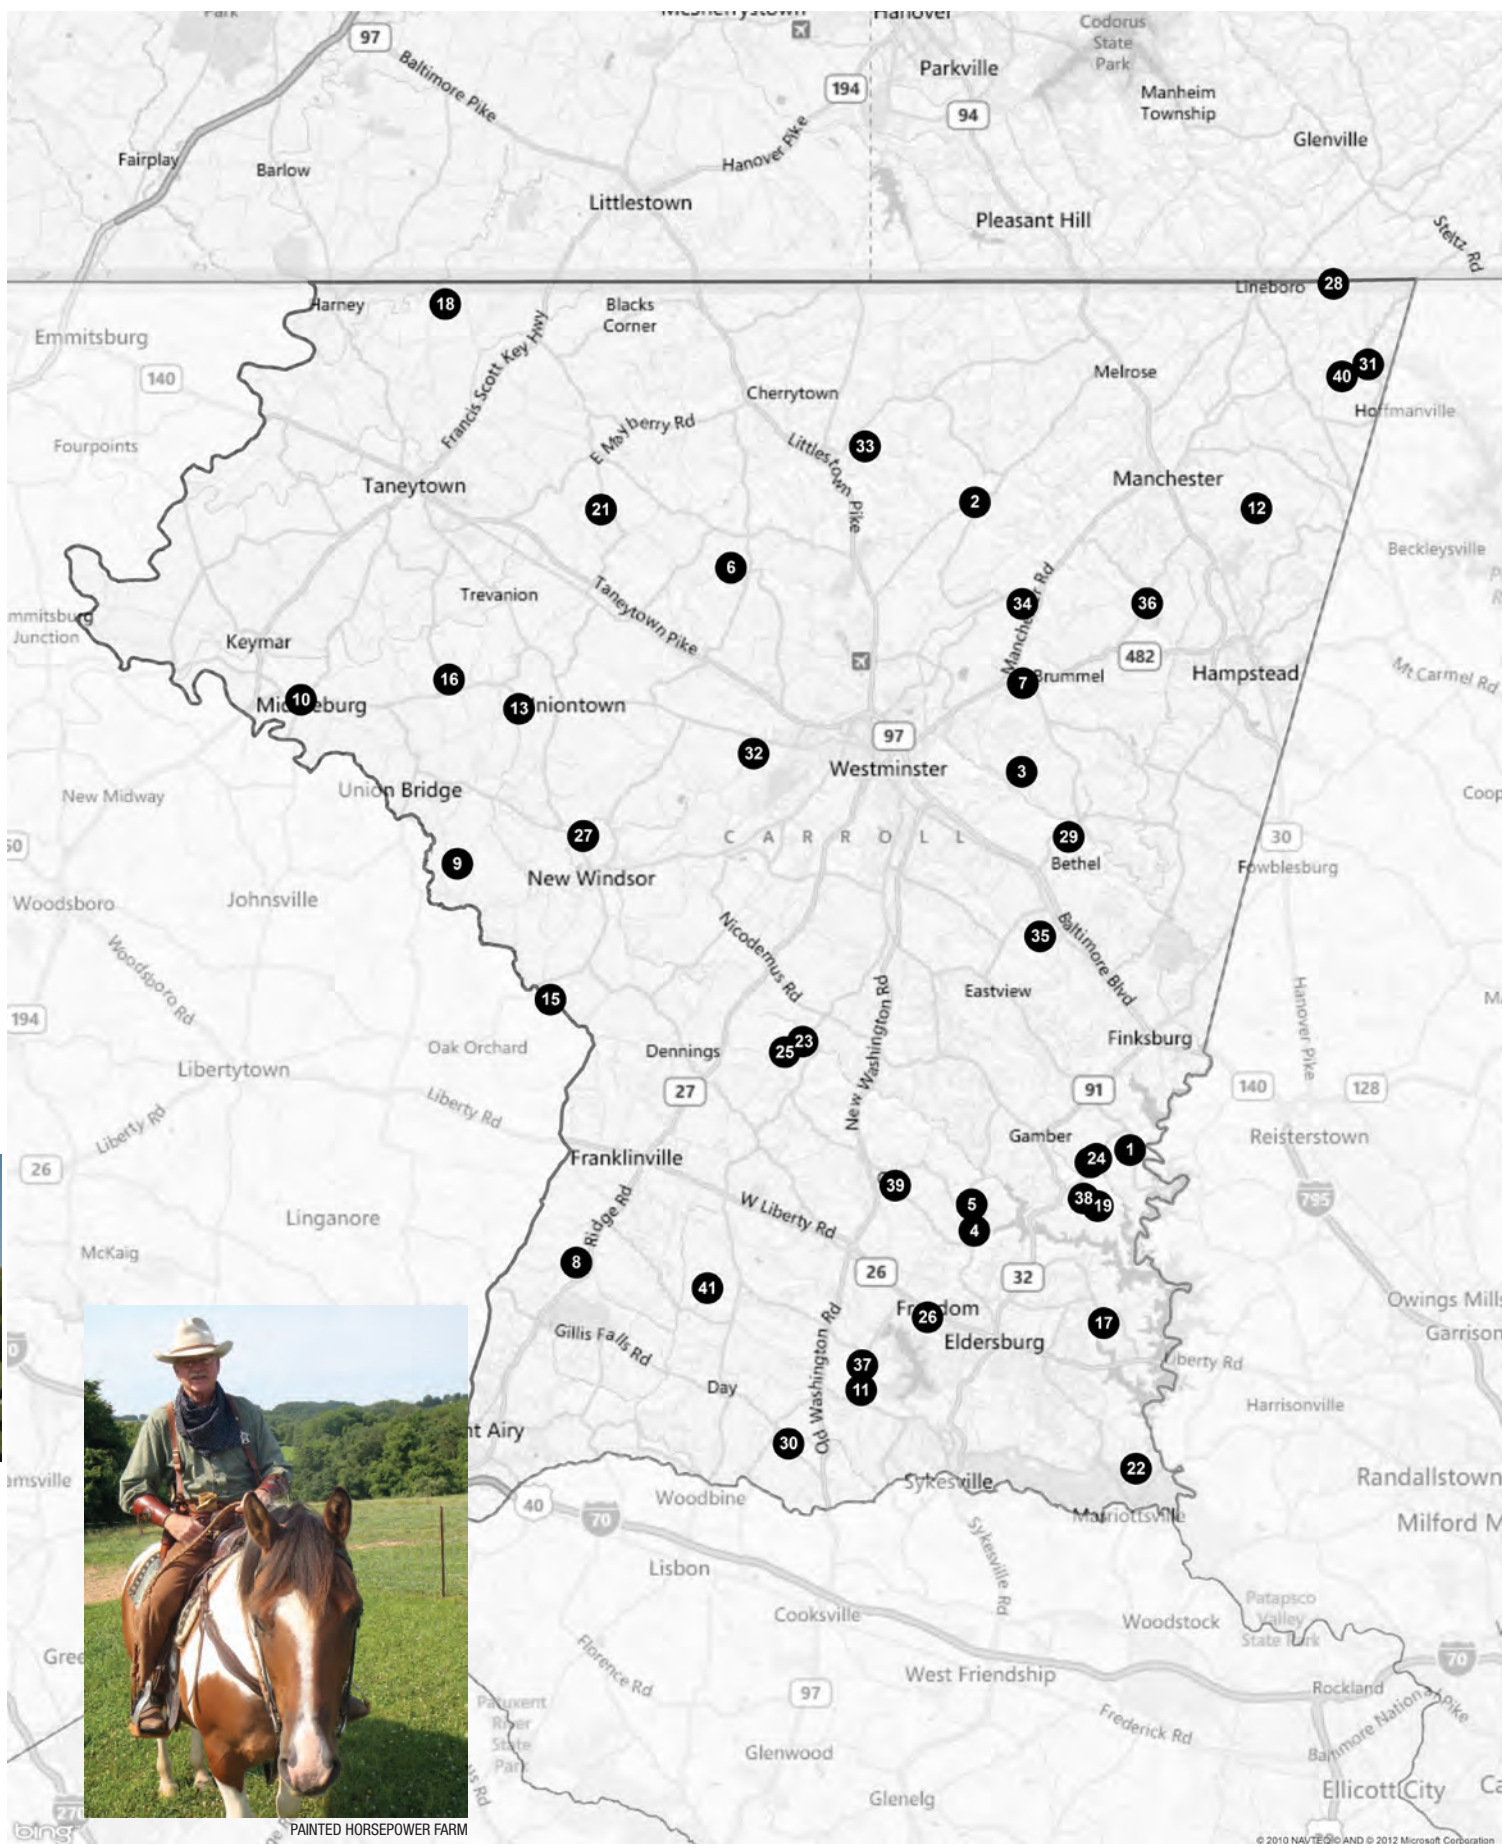 Park
McSherrystown
Hanover
97
Baltimore Pike
Codorus
State
Park
Parkville
194
94
Manheim
Township
Glenville
Hanover Pike
Fairplay
Barlow
Littlestown
Pleasant Hill
Steltz Rd
Lineboro
28
Harney
18
Blacks
Corner
Emmitsburg
Francis Scott Key Hwy
31
40
140
Melrose
Cherrytown
Hoffmanville
E Mayberry Rd
33
Fourpoints
Littlestown Pike
Taneytown
Manchester
2
12
21
Beckleysville
6
Trevanion
Taneytown Pike
34
Manchester Rd
36
mmitsburg
Junction
Keymar
482
Hampstead
Mt Carmel Rd
16
7
Brummel
10
13
Uniontown
97
32
Westminster
3
Union Bridge
New Midway
Coop
27
CARROLL
29
30
50
Bethel
9
Fowblesburg
New Windsor
Woodsboro
Johnsville
Nicodemus Rd
35
Baltimore Blvd
Woodsboro Rd
New Washington Rd
Eastview
Hanover Pike
15
194
Finksburg
23
25
Oak Orchard
Dennings
Libertytown
27
91
140
128
Liberty Rd
Liberty Rd
Gamber
1
Reisterstown
24
Franklinville
26
39
38
19
795
5
W Liberty Rd
Linganore
Ridge Rd
4
McKaig
8
26
32
41
Owings Mills
Freedom
26
17
Garrison
Gillis Falls Rd
Old Washington Rd
Eldersburg
37
Liberty Rd
Day
11
Harrisonville
nt Airy
30
22
Randallstown
amsville
Sykesville
Woodbine
40
70
Marriottsville
Milford M
Sykesville Rd
Lisbon
Patapsco
Valley
State Park
Cooksville
Woodstock
Gree
Florence Rd
West Friendship
70
97
Rockland
Patuxent
River
State
Park
Frederick Rd
Baltimore National Pike
Glenwood
Ellicott City
Glenelg
270
bing
PAINTED HORSEPOWER FARM
© 2010 NAVTEQ © AND © 2012 Microsoft Corporation